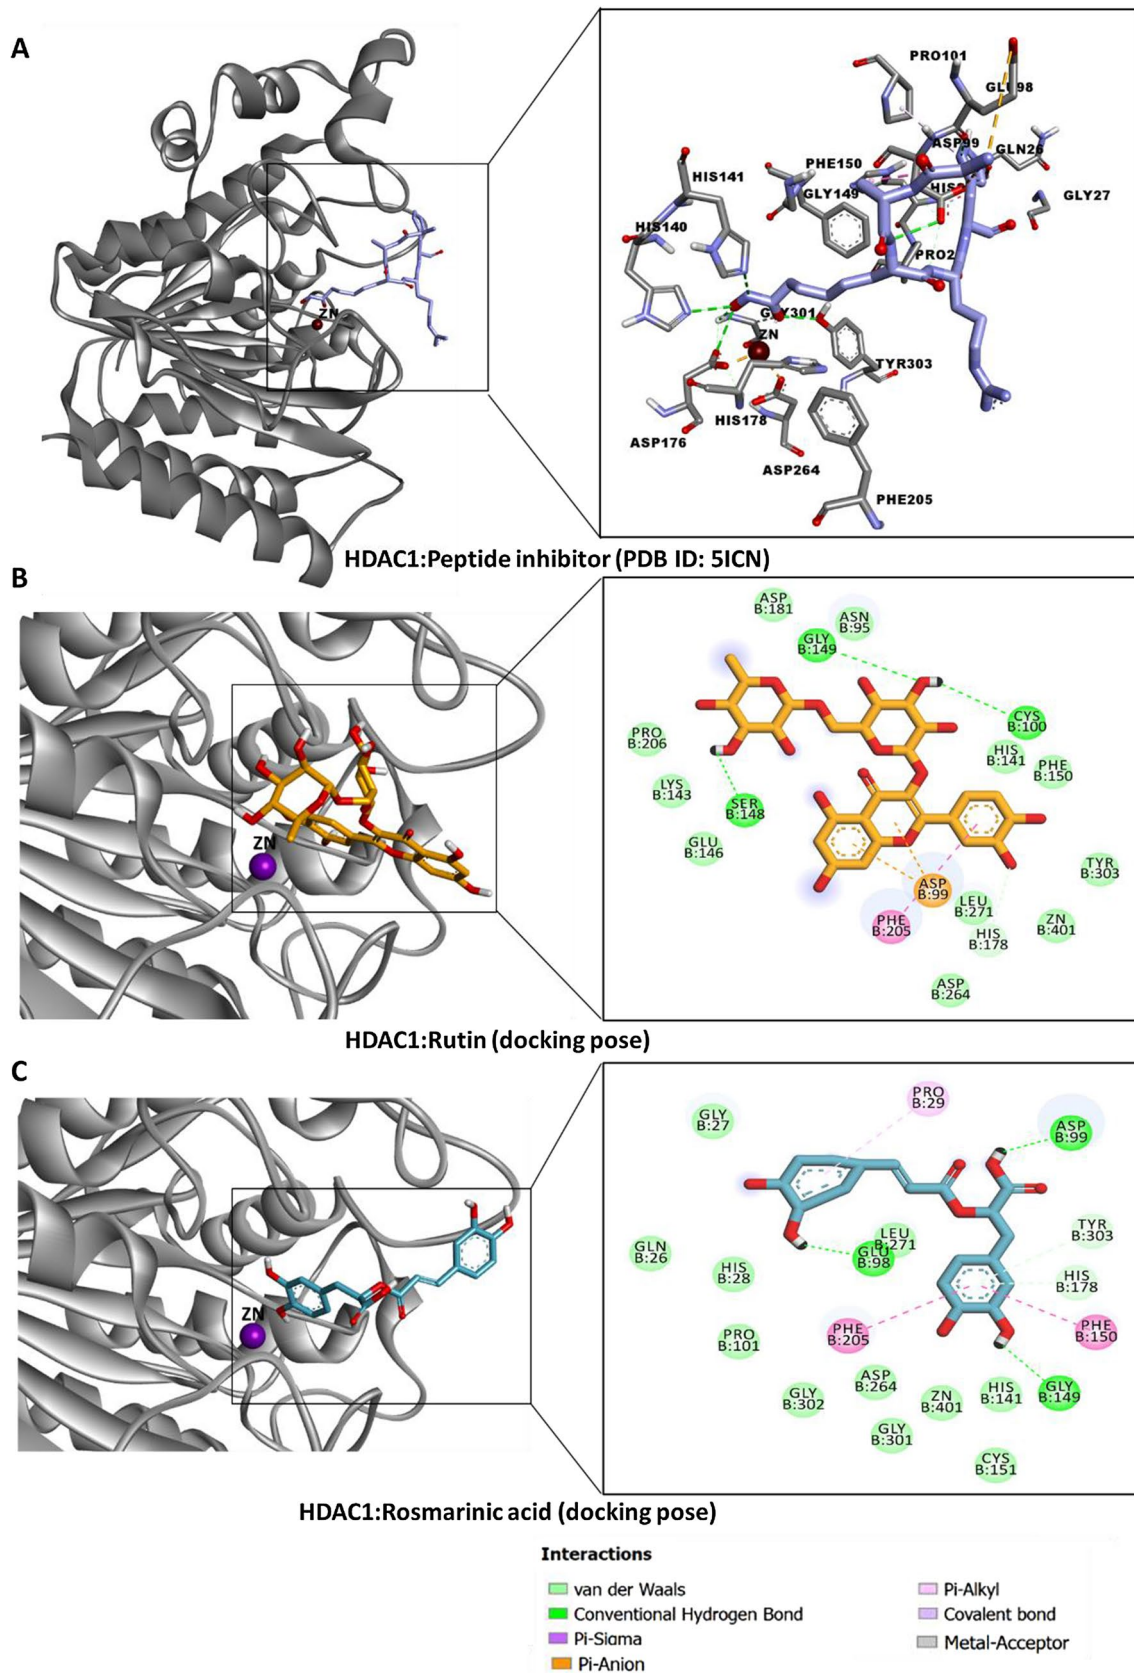 A
ZN
PRO101
GLU98
ASP99
GLN26
PHE150
HIS141
GLY149
GLY27
HIS140
GLY301
ZN
TYR303
HIS178
ASP176
ASP264
PHE205
HDAC1:Peptide inhibitor (PDB ID: 5ICN)
B
ZN
ASP
B:181
ASN
B:95
GLY
B:149
CYS
B:100
PRO
B:206
HIS
B:141
PHE
B:150
LYS
B:143
SER
B:148
GLU
B:146
TYR
B:303
ASP
B:99
LEU
B:271
PHE
B:205
HIS
B:178
ZN
B:401
ASP
B:264
HDAC1:Rutin (docking pose)
C
ZN
PRO
B:29
GLY
B:27
ASP
B:99
TYR
B:303
LEU
B:271
GLU
B:98
GLN
B:26
HIS
B:28
HIS
B:178
PRO
B:101
PHE
B:205
PHE
B:150
ASP
B:264
GLY
B:302
ZN
B:401
HIS
B:141
GLY
B:149
GLY
B:301
CYS
B:151
HDAC1:Rosmarinic acid (docking pose)
Interactions
van der Waals
Conventional Hydrogen Bond
Pi-Sigma
Pi-Anion
Pi-Alkyl
Covalent bond
Metal-Acceptor